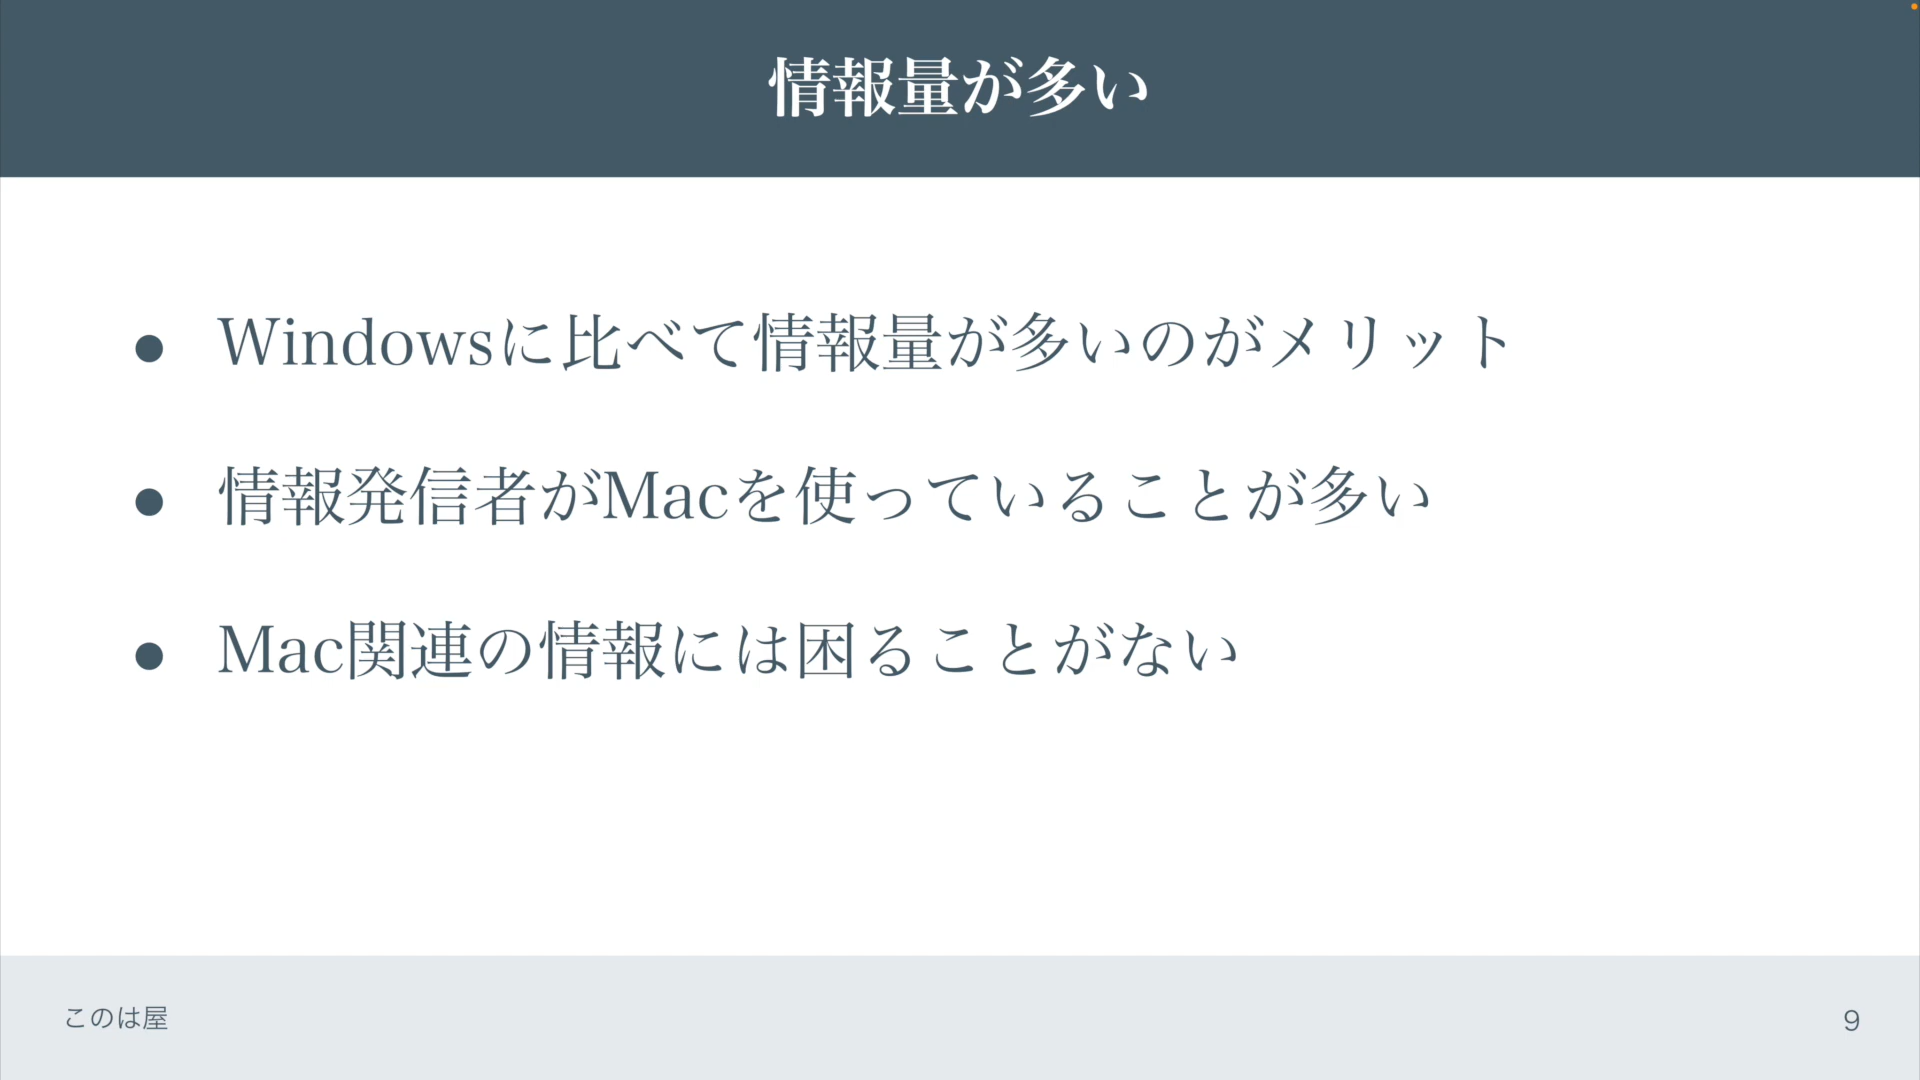 情報量が多い
● Windowsに比べて情報量が多いのがメリット
● 情報発信者がMacを使っていることが多い
● Mac関連の情報には困ることがない
このは屋
9